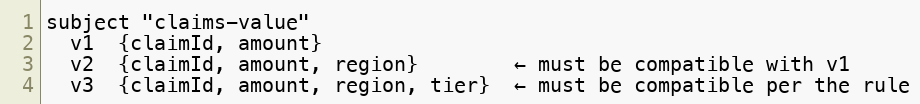 1 subject "claims-value"
2   v1  {claimId, amount}
3   v2  {claimId, amount, region}        ← must be compatible with v1
4   v3  {claimId, amount, region, tier}  ← must be compatible per the rule